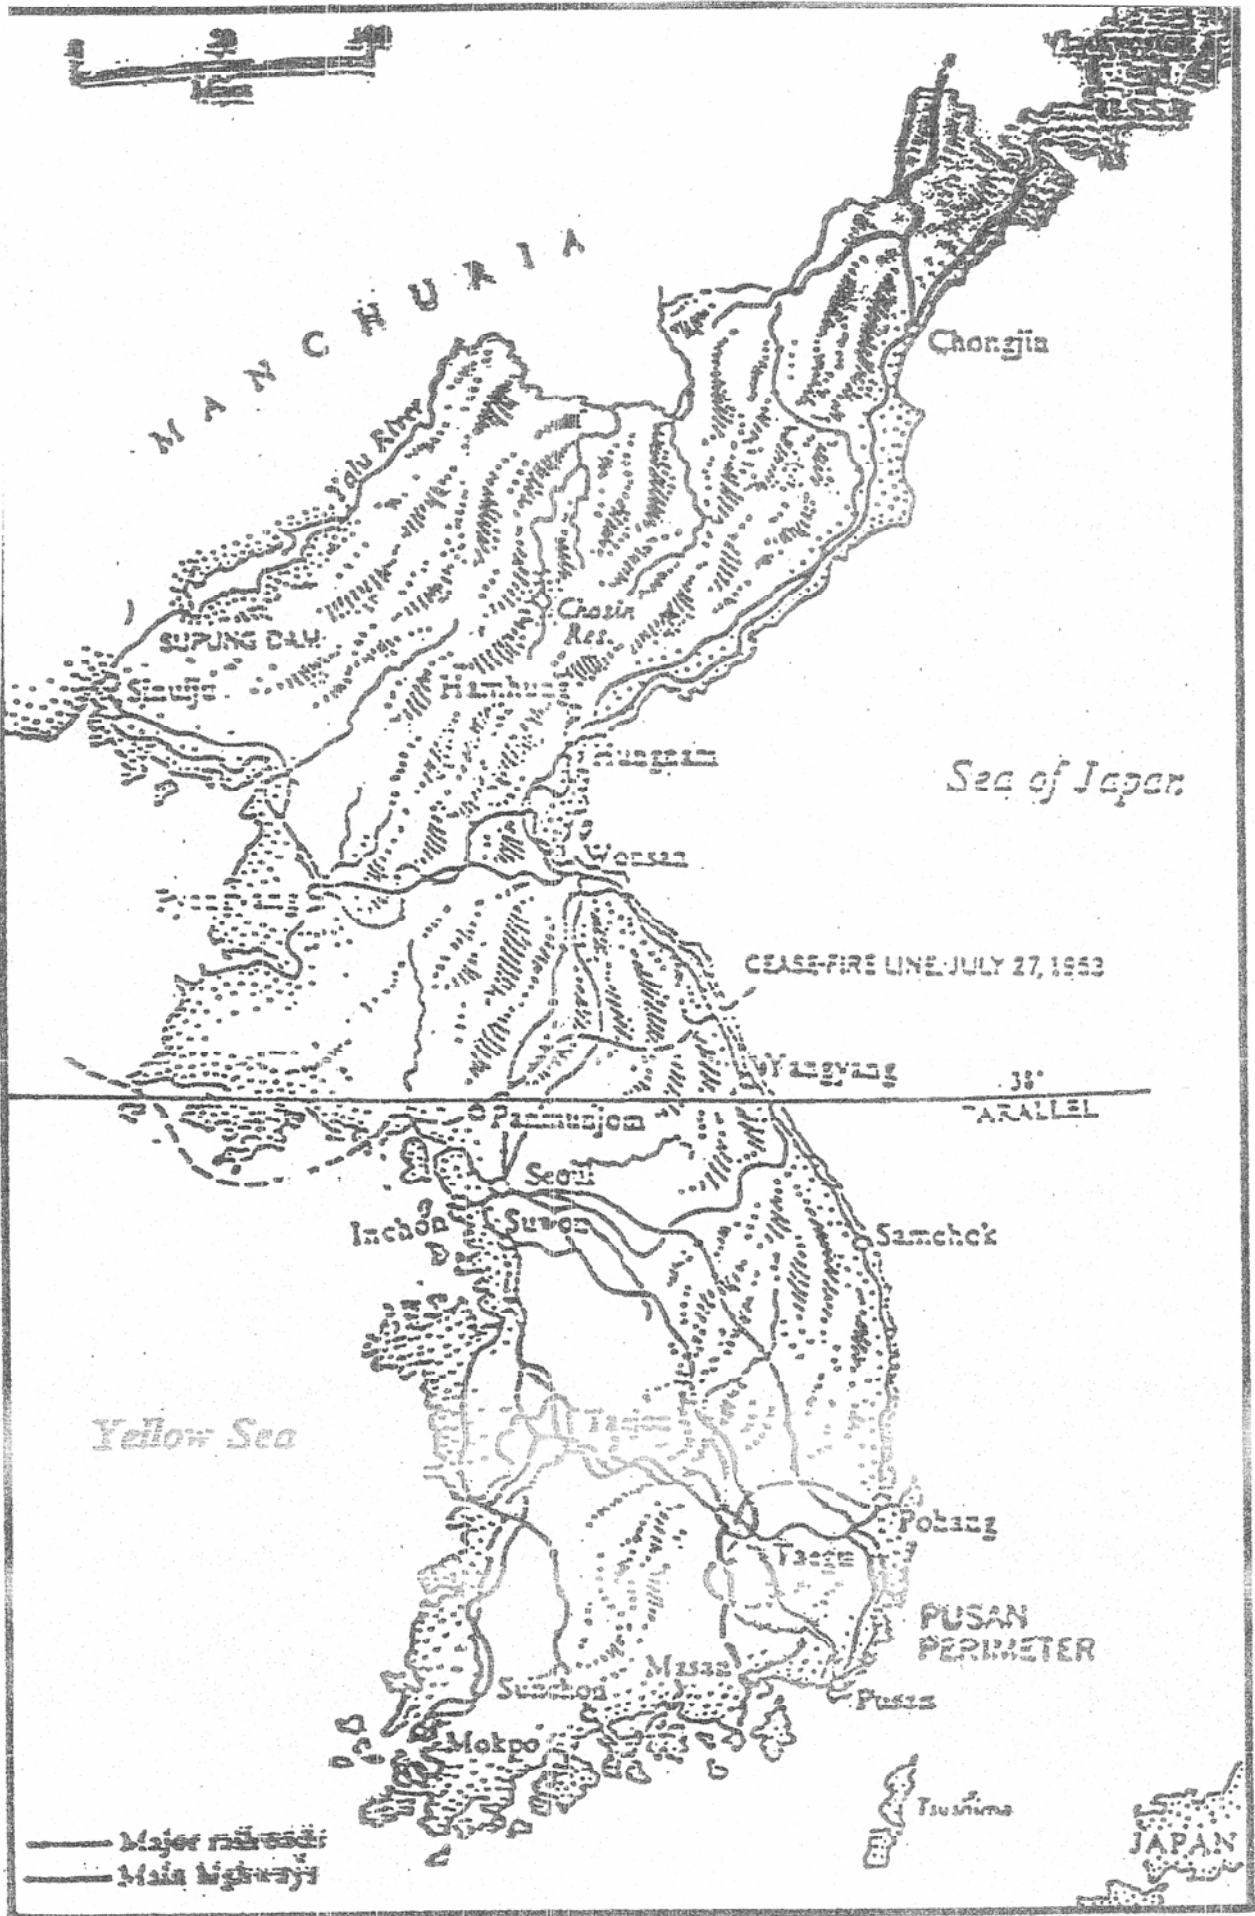 MANCHURIA
Chongjin
Yalu River
Chosin
Res.
SUPUNG DAM
Sinuiju
Hamhung
Hungnam
Sea of Japan
Wonsan
CEASE-FIRE LINE-JULY 27, 1953
Yangyang
38°
PARALLEL
Panmunjom
Seoul
Inchon
Suwon
Samchok
Yellow Sea
Pohang
Taegu
PUSAN
PERIMETER
Masan
Sunchon
Pusan
Mokpo
Tsushima
JAPAN
Major railroads
Main highways